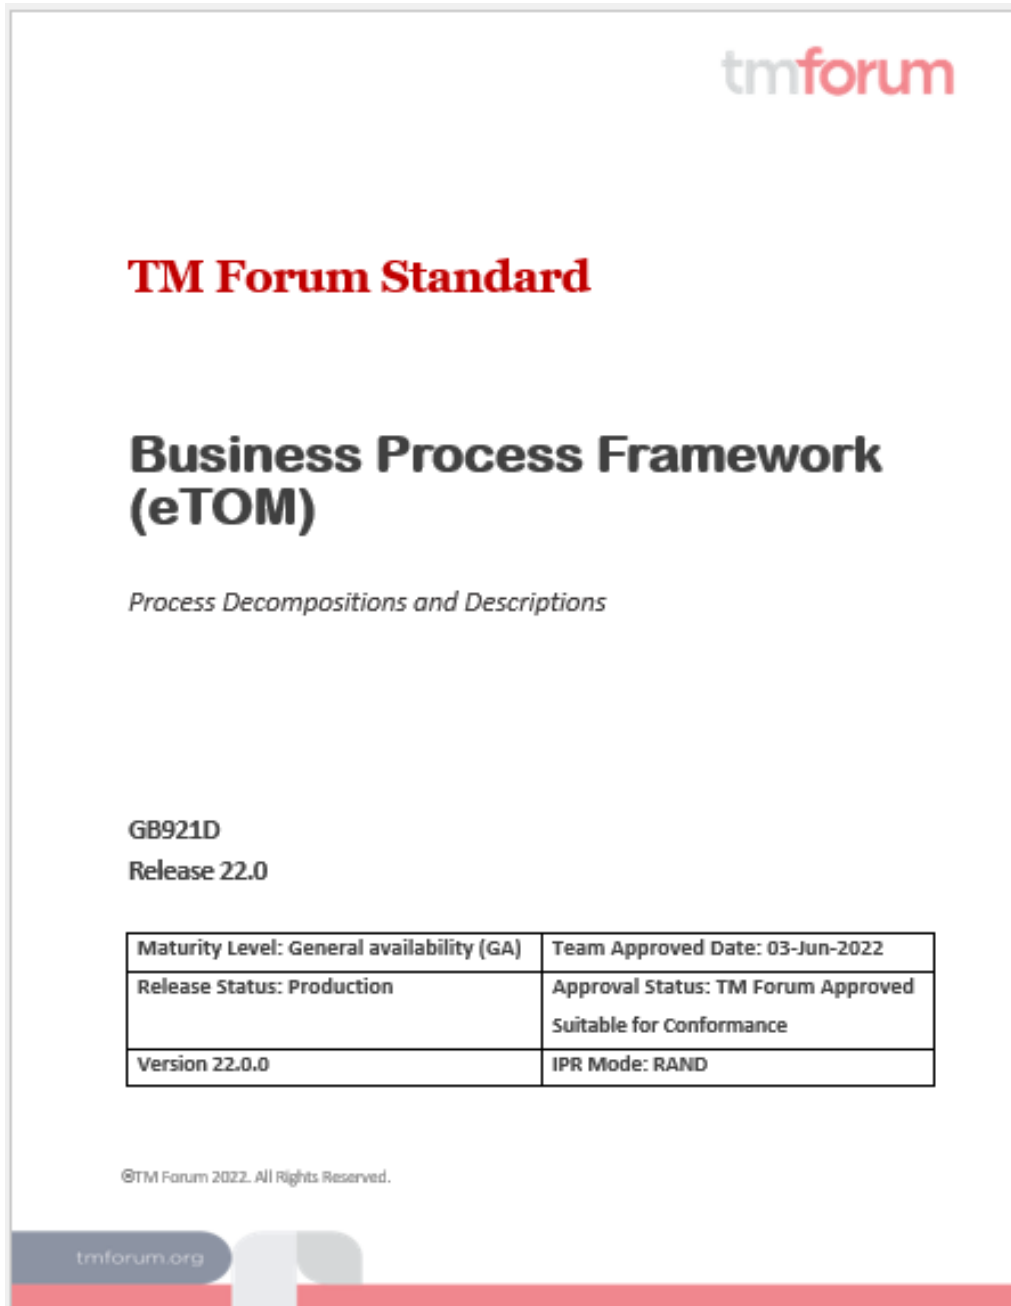 tmforum
TM Forum Standard
Business Process Framework
(eTOM)
Process Decompositions and Descriptions
GB921D
Release 22.0
Maturity Level: General availability (GA)
Team Approved Date: 03-Jun-2022
Release Status: Production
Approval Status: TM Forum Approved
Suitable for Conformance
Version 22.0.0
IPR Mode: RAND
©TM Forum 2022. All Rights Reserved.
tmforum.org